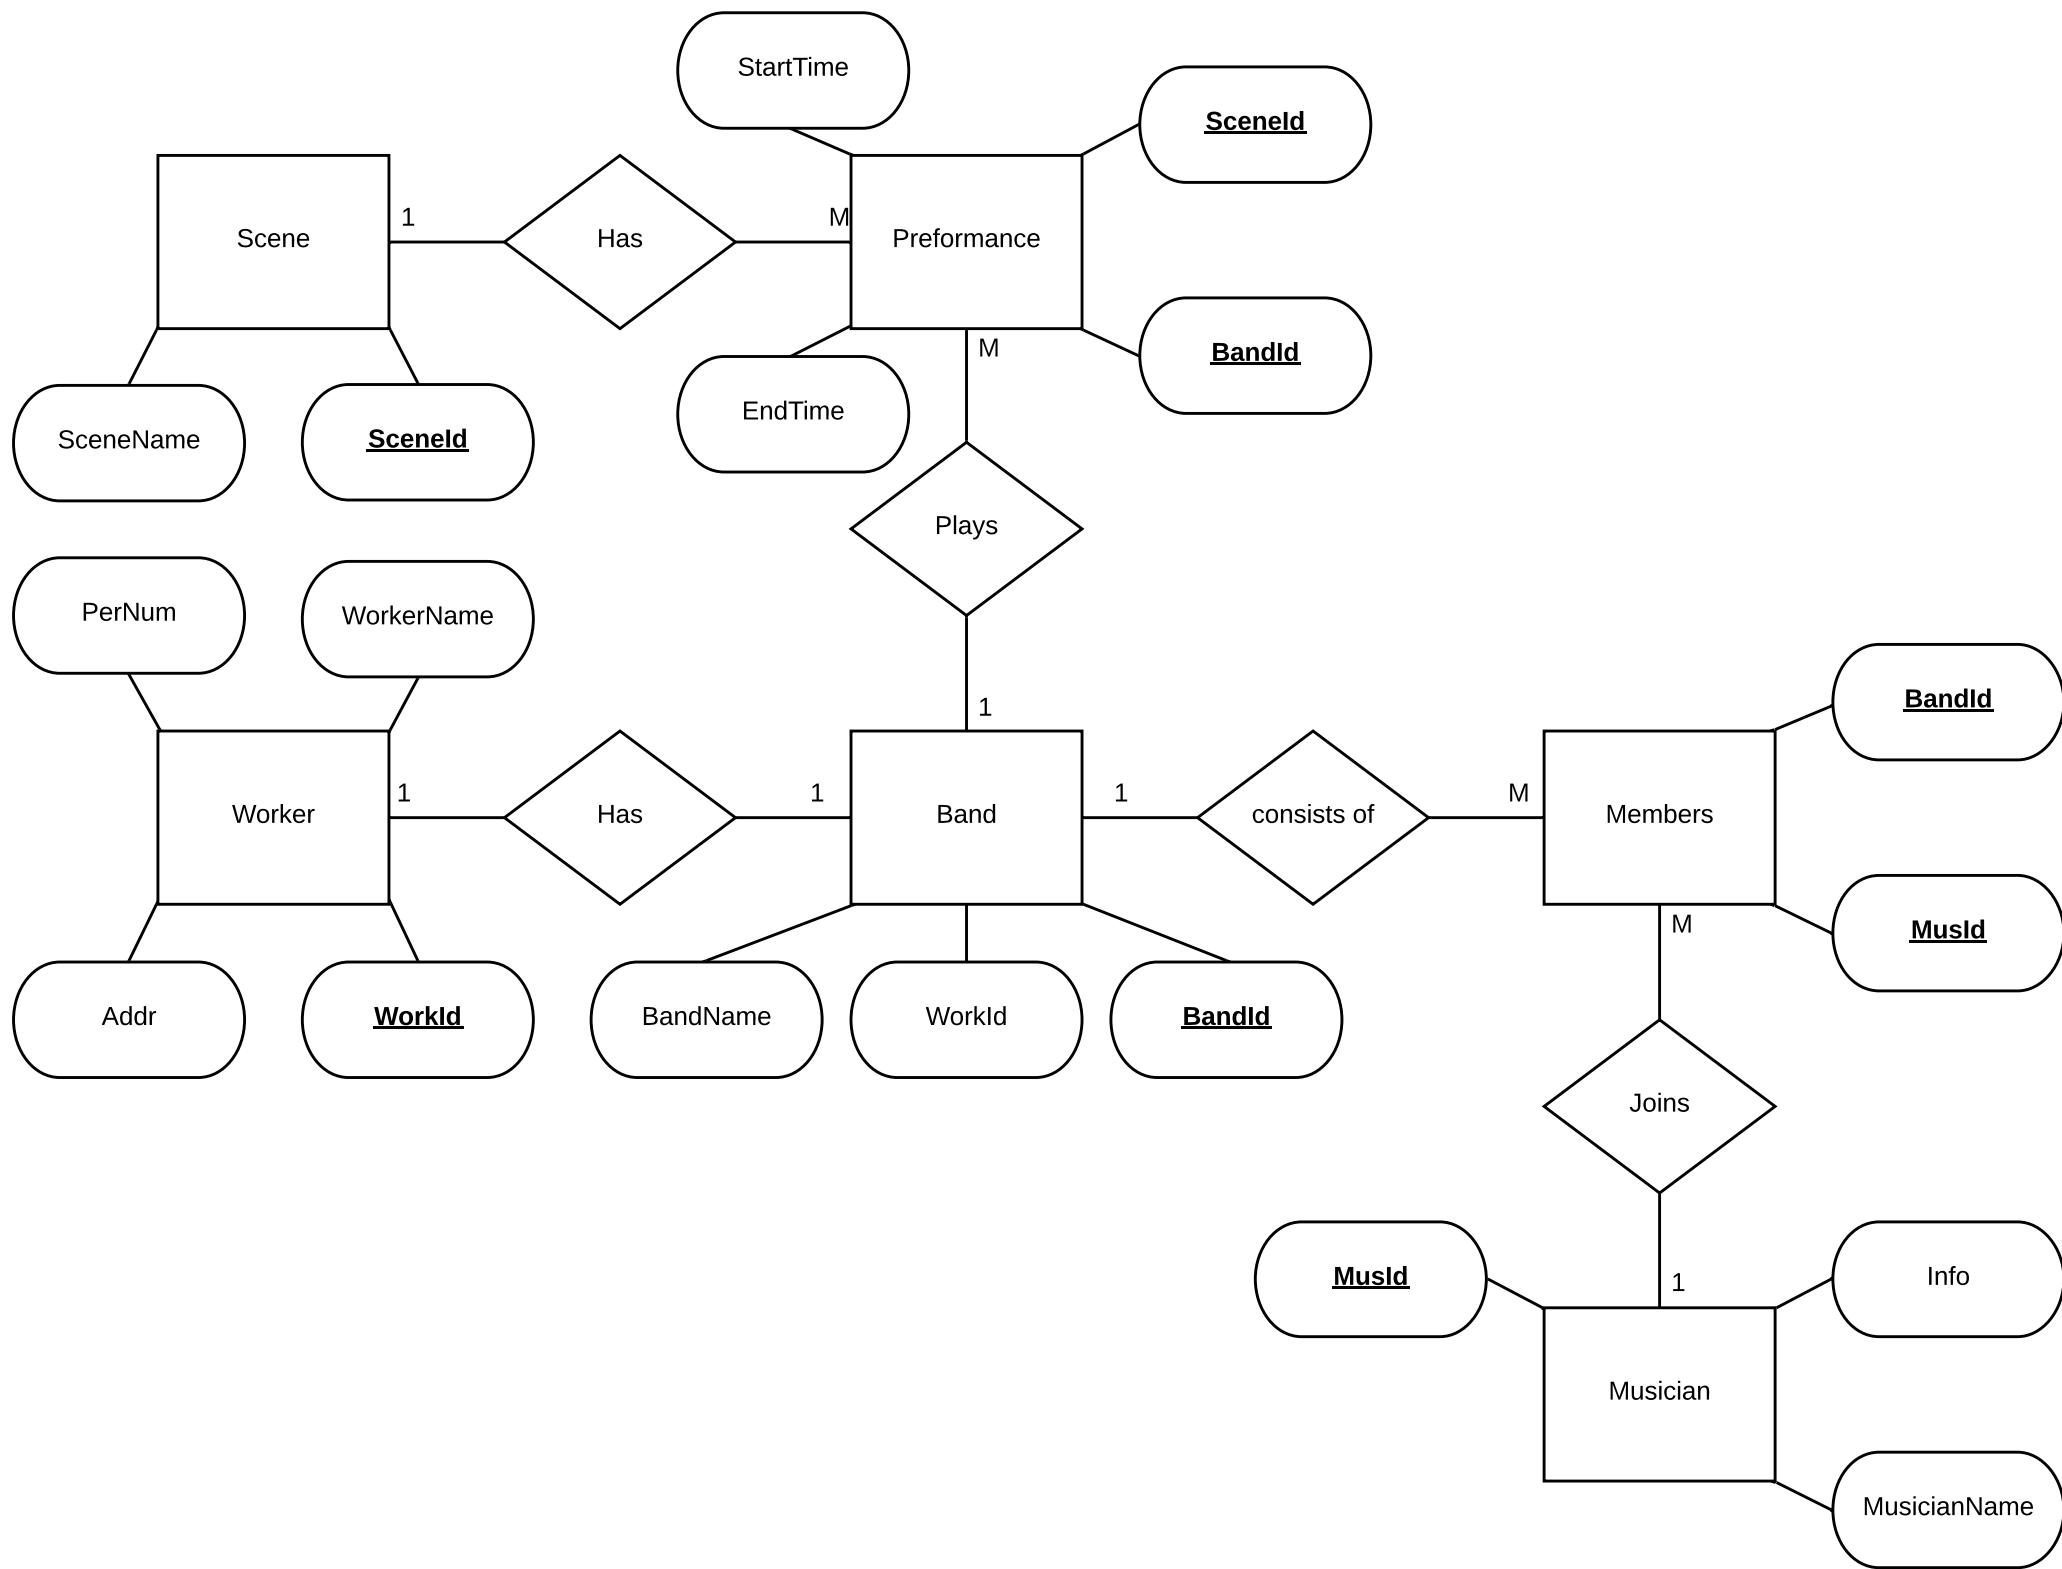 StartTime
SceneId
Scene
1
Has
M
Preformance
SceneName
SceneId
EndTime
BandId
M
Plays
PerNum
WorkerName
1
BandId
Worker
1
Has
1
Band
1
consists of
M
Members
MusId
M
Addr
WorkId
BandName
WorkId
BandId
Joins
MusId
1
Info
Musician
MusicianName